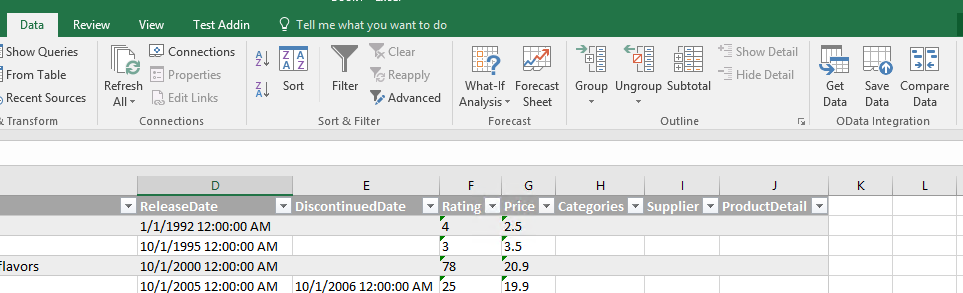 Data Review View Test Addin Tell me what you want to do
Show Queries
From Table
Recent Sources
& Transform
Refresh
All
Connections
Properties
Edit Links
Connections
Sort
Filter
Clear
Reapply
Advanced
Sort & Filter
What-If
Analysis
Forecast
Sheet
Forecast
Group
Ungroup
Subtotal
Show Detail
Hide Detail
Outline
Get
Data
Save
Data
Compare
Data
OData Integration
D E F G H I J K L
ReleaseDate DiscontinuedDate Rating Price Categories Supplier ProductDetail
1/1/1992 12:00:00 AM 4 2.5
10/1/1995 12:00:00 AM 3 3.5
flavors 10/1/2000 12:00:00 AM 78 20.9
10/1/2005 12:00:00 AM 10/1/2006 12:00:00 AM 25 19.9